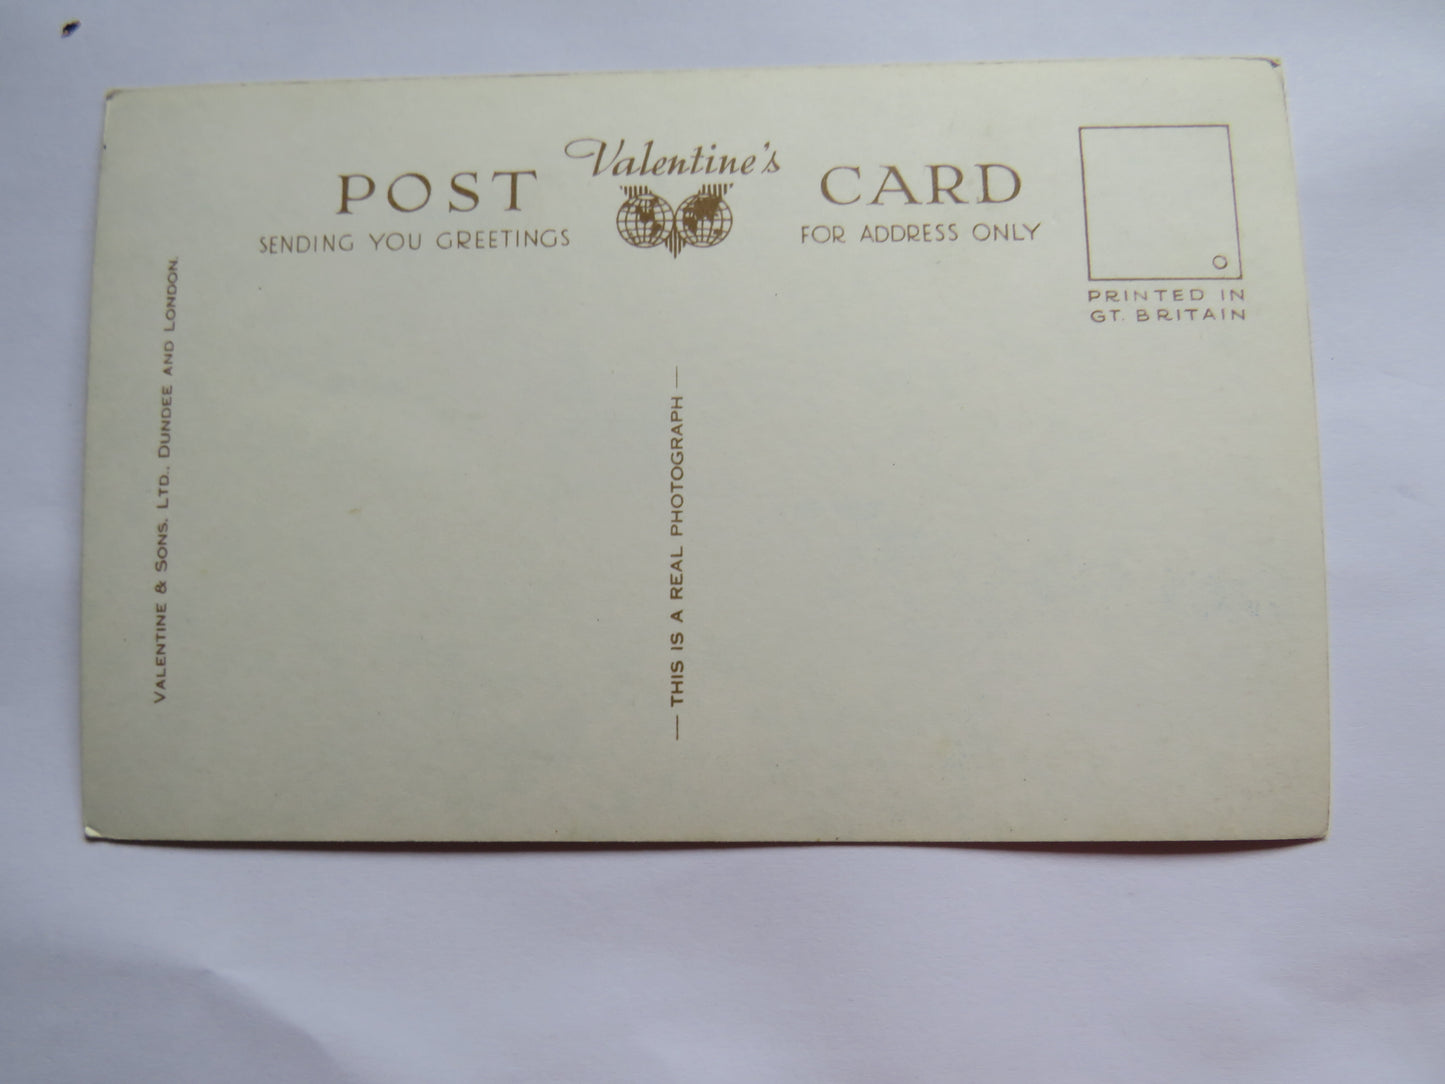 Valentine's
POST CARD
SENDING YOU GREETINGS
FOR ADDRESS ONLY
PRINTED IN
GT. BRITAIN
VALENTINE & SONS. LTD., DUNDEE AND LONDON.
— THIS IS A REAL PHOTOGRAPH —